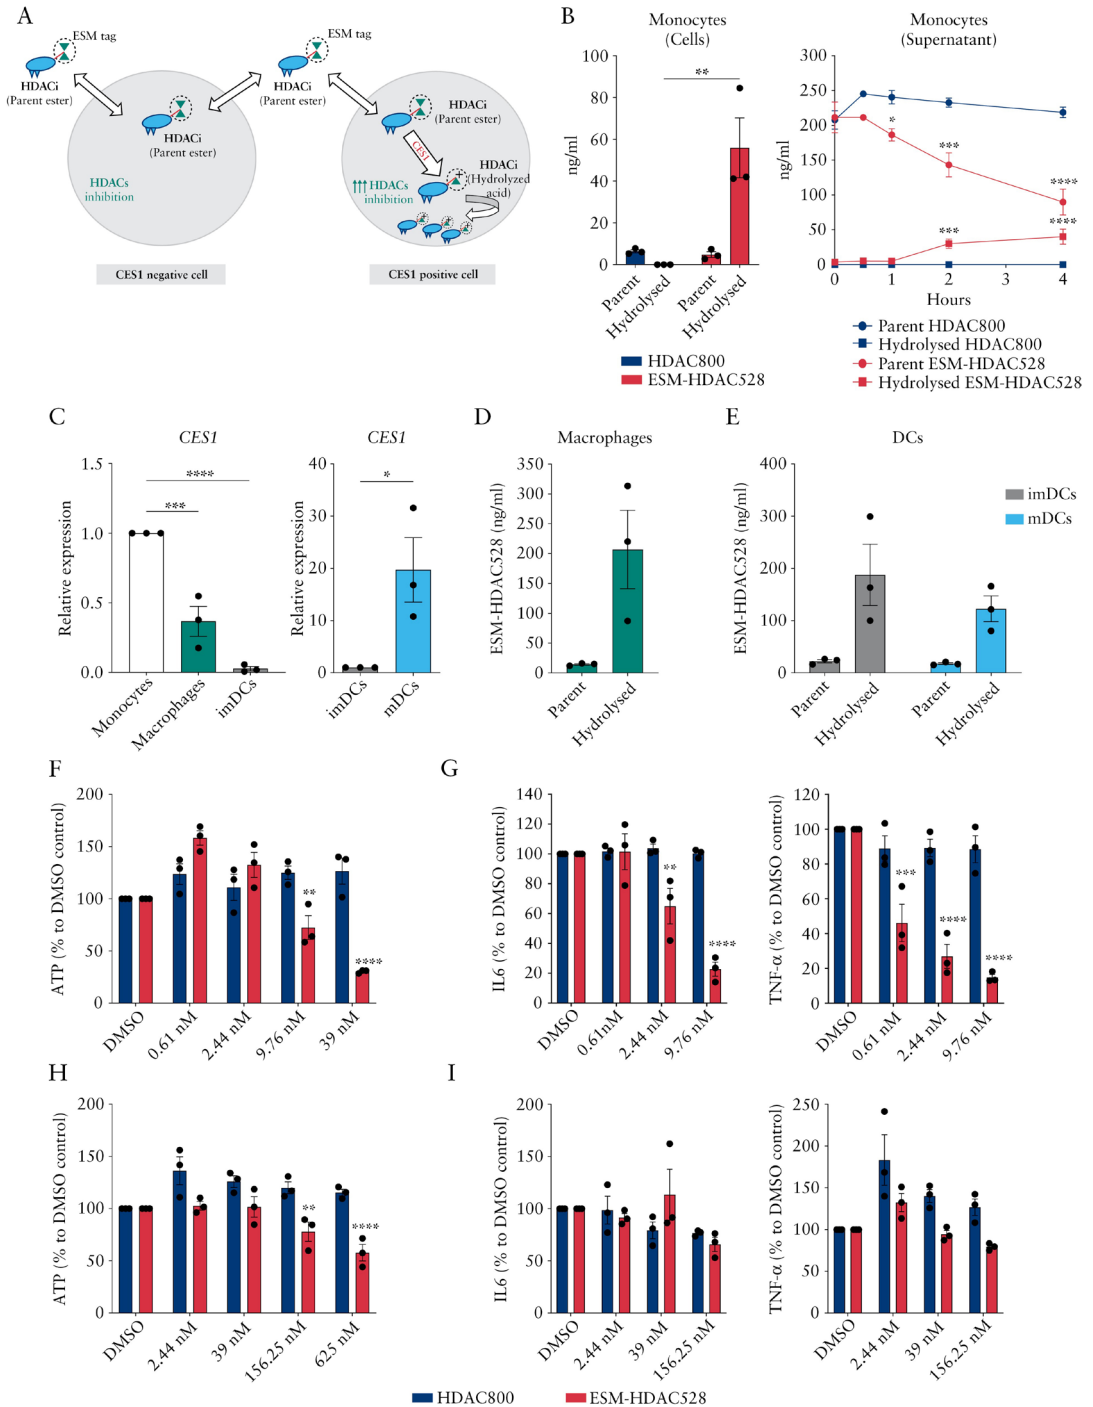 A
ESM tag
HDACi
(Parent ester)
HDACi
(Parent ester)
HDACs
inhibition
CES1 negative cell
ESM tag
HDACi
(Parent ester)
HDACi
(Parent ester)
CES1
HDACi
(Hydrolyzed
acid)
↑↑↑ HDACs
inhibition
CES1 positive cell
B
Monocytes
(Cells)
ng/ml
100
80
60
40
20
0
**
Parent
Hydrolysed
Parent
Hydrolysed
HDAC800
ESM-HDAC528
Monocytes
(Supernatant)
ng/ml
300
250
200
150
100
50
0
*
***
****
***
****
0
1
2
3
4
Hours
Parent HDAC800
Hydrolysed HDAC800
Parent ESM-HDAC528
Hydrolysed ESM-HDAC528
C
CES1
Relative expression
1.5
1.0
0.5
0.0
****
***
Monocytes
Macrophages
imDCs
CES1
Relative expression
40
30
20
10
0
*
imDCs
mDCs
D
Macrophages
ESM-HDAC528 (ng/ml)
350
300
250
200
150
100
50
0
Parent
Hydrolysed
E
DCs
ESM-HDAC528 (ng/ml)
400
300
200
100
0
Parent
Hydrolysed
Parent
Hydrolysed
imDCs
mDCs
F
ATP (% to DMSO control)
200
150
100
50
0
**
****
DMSO
0.61 nM
2.44 nM
9.76 nM
39 nM
G
IL6 (% to DMSO control)
140
120
100
80
60
40
20
0
**
****
DMSO
0.61nM
2.44 nM
9.76 nM
TNF-α (% to DMSO control)
120
100
80
60
40
20
0
***
****
****
DMSO
0.61 nM
2.44 nM
9.76 nM
H
ATP (% to DMSO control)
200
150
100
50
0
**
****
DMSO
2.44 nM
39 nM
156.25 nM
625 nM
I
IL6 (% to DMSO control)
200
150
100
50
0
DMSO
2.44 nM
39 nM
156.25 nM
TNF-α (% to DMSO control)
250
200
150
100
50
0
DMSO
2.44 nM
39 nM
156.25 nM
HDAC800
ESM-HDAC528